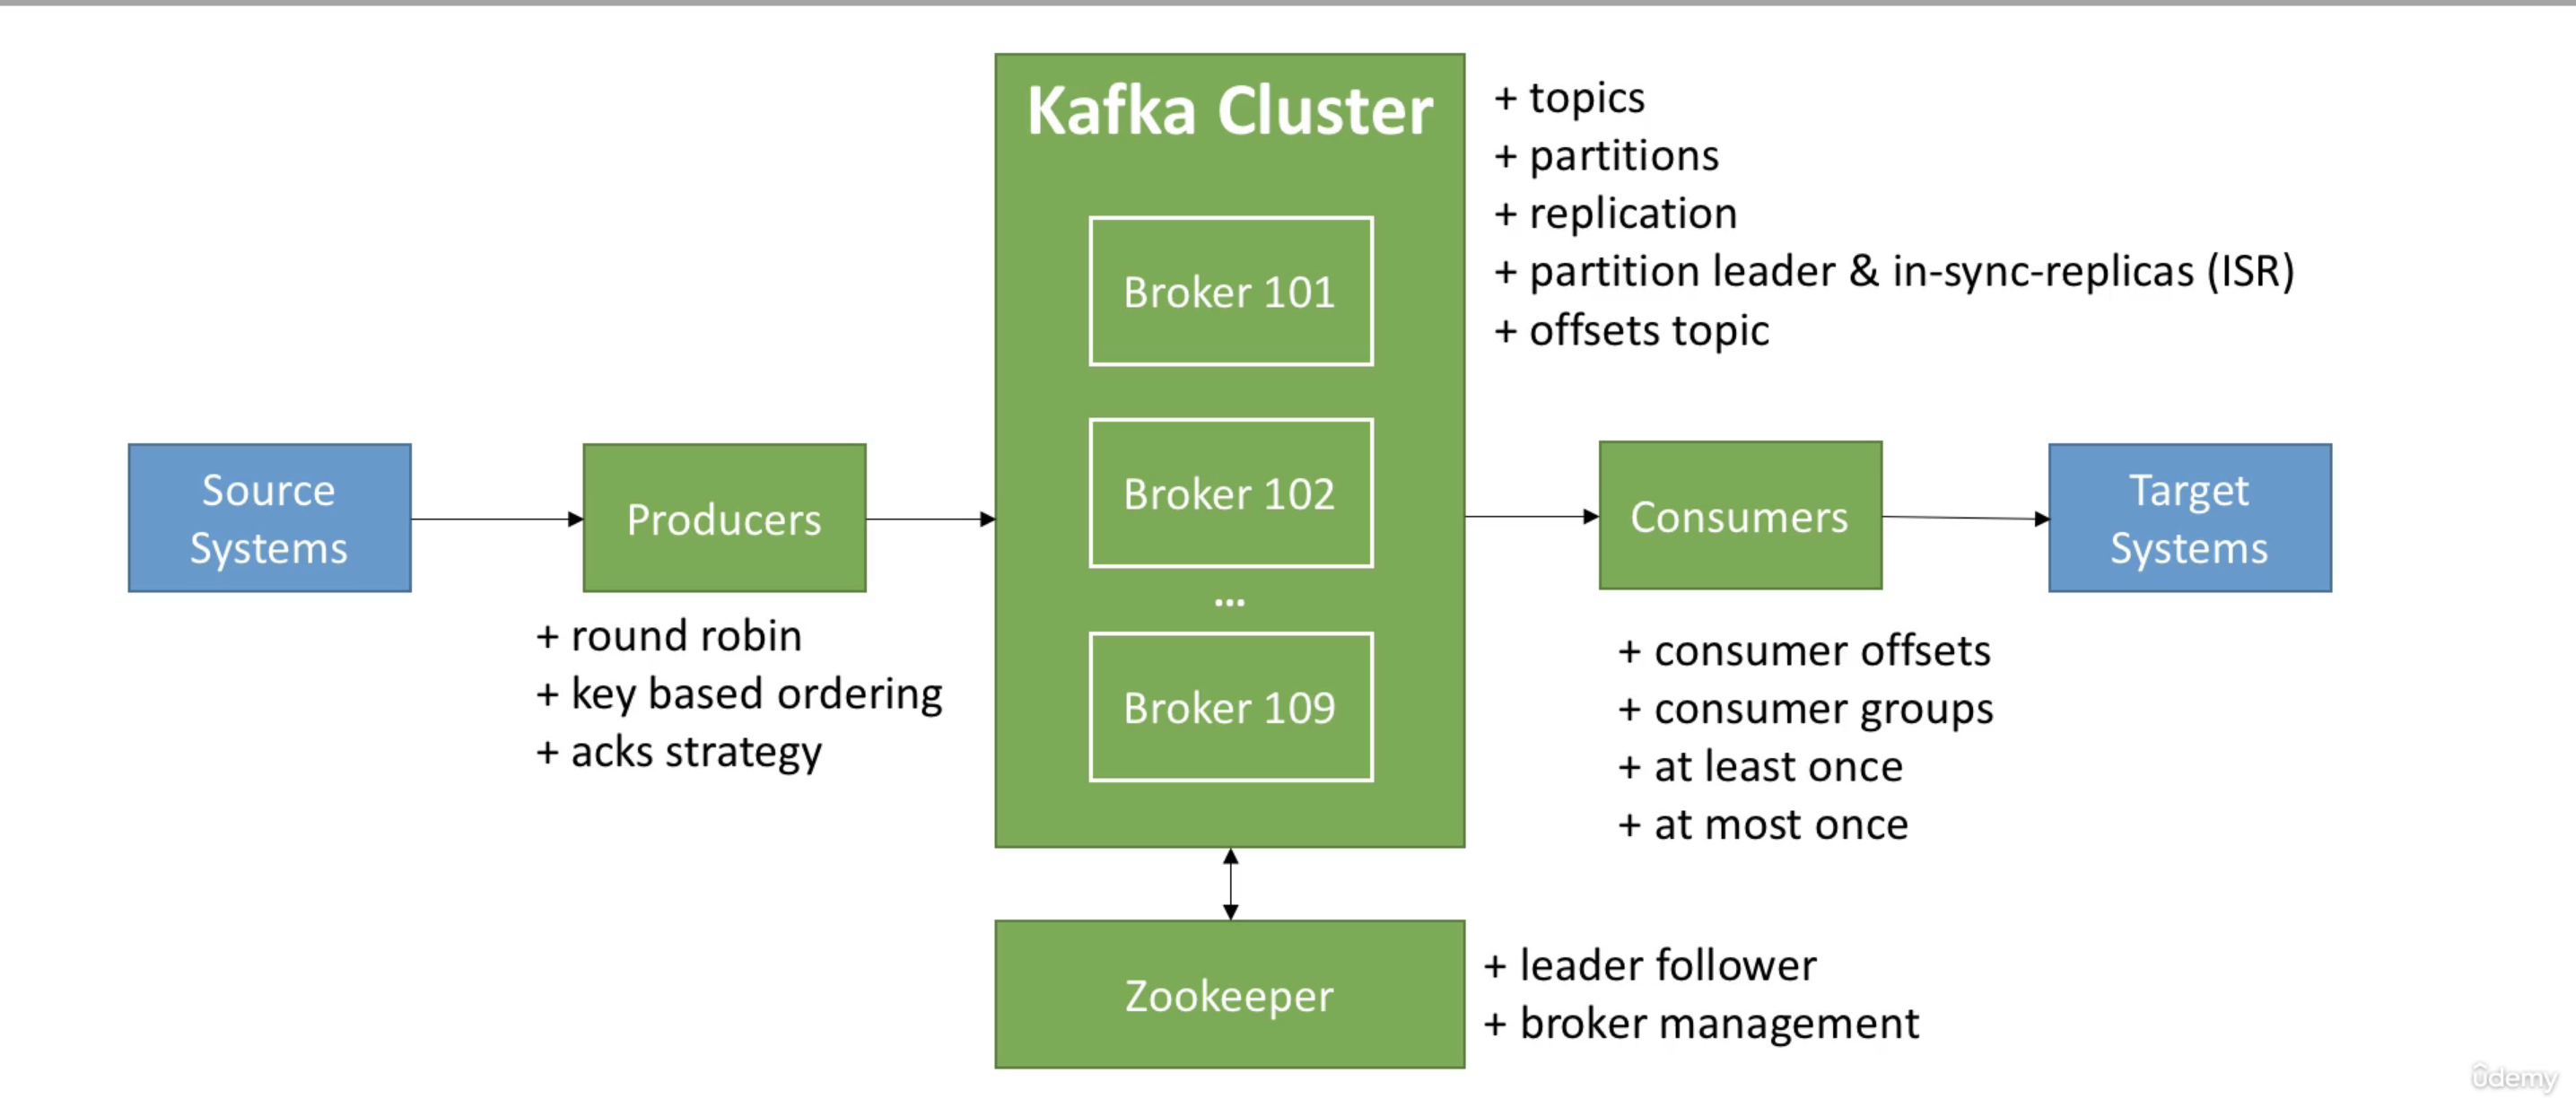 Kafka Cluster
Broker 101
Broker 102
...
Broker 109
+ topics
+ partitions
+ replication
+ partition leader & in-sync-replicas (ISR)
+ offsets topic
Source
Systems
Producers
+ round robin
+ key based ordering
+ acks strategy
Consumers
+ consumer offsets
+ consumer groups
+ at least once
+ at most once
Target
Systems
Zookeeper
+ leader follower
+ broker management
ûdemy